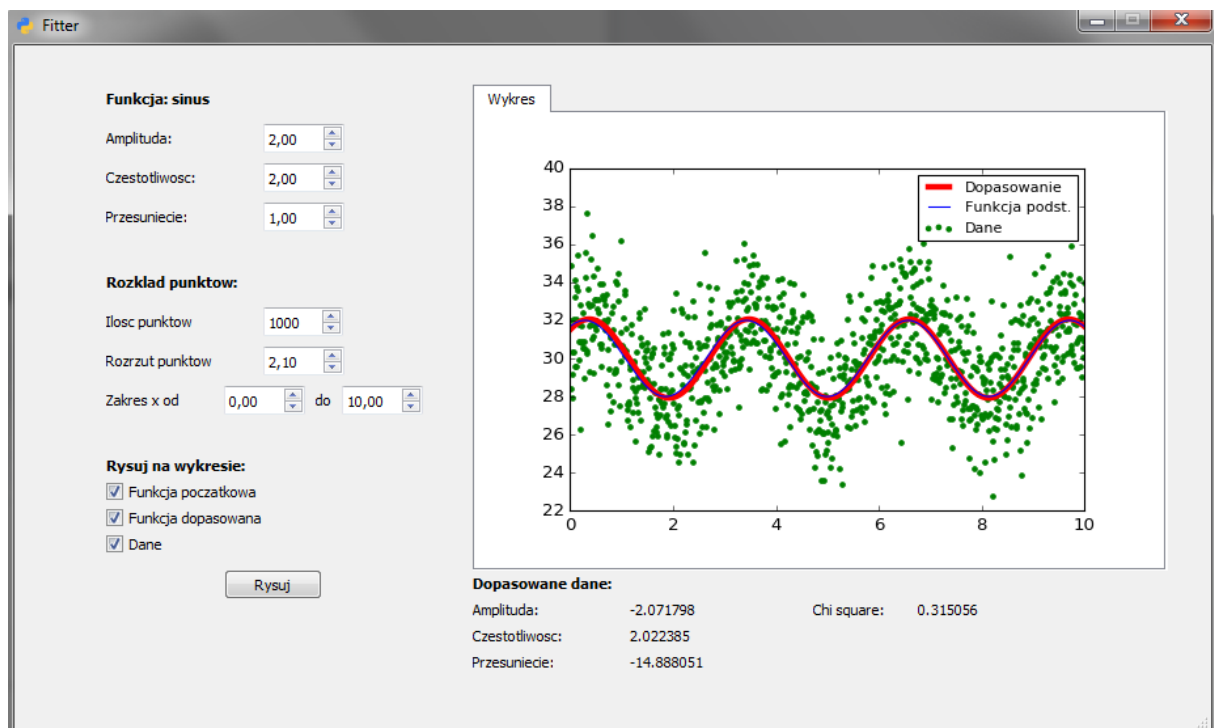 Fitter
Funkcja: sinus
Amplituda: 2,00
Czestotliwosc: 2,00
Przesuniecie: 1,00
Rozklad punktow:
Ilosc punktow 1000
Rozrzut punktow 2,10
Zakres x od 0,00 do 10,00
Rysuj na wykresie:
Funkcja poczatkowa
Funkcja dopasowana
Dane
Rysuj
Wykres
40
38
36
34
32
30
28
26
24
22
0 2 4 6 8 10
Dopasowanie
Funkcja podst.
Dane
Dopasowane dane:
Amplituda: -2.071798 Chi square: 0.315056
Czestotliwosc: 2.022385
Przesuniecie: -14.888051